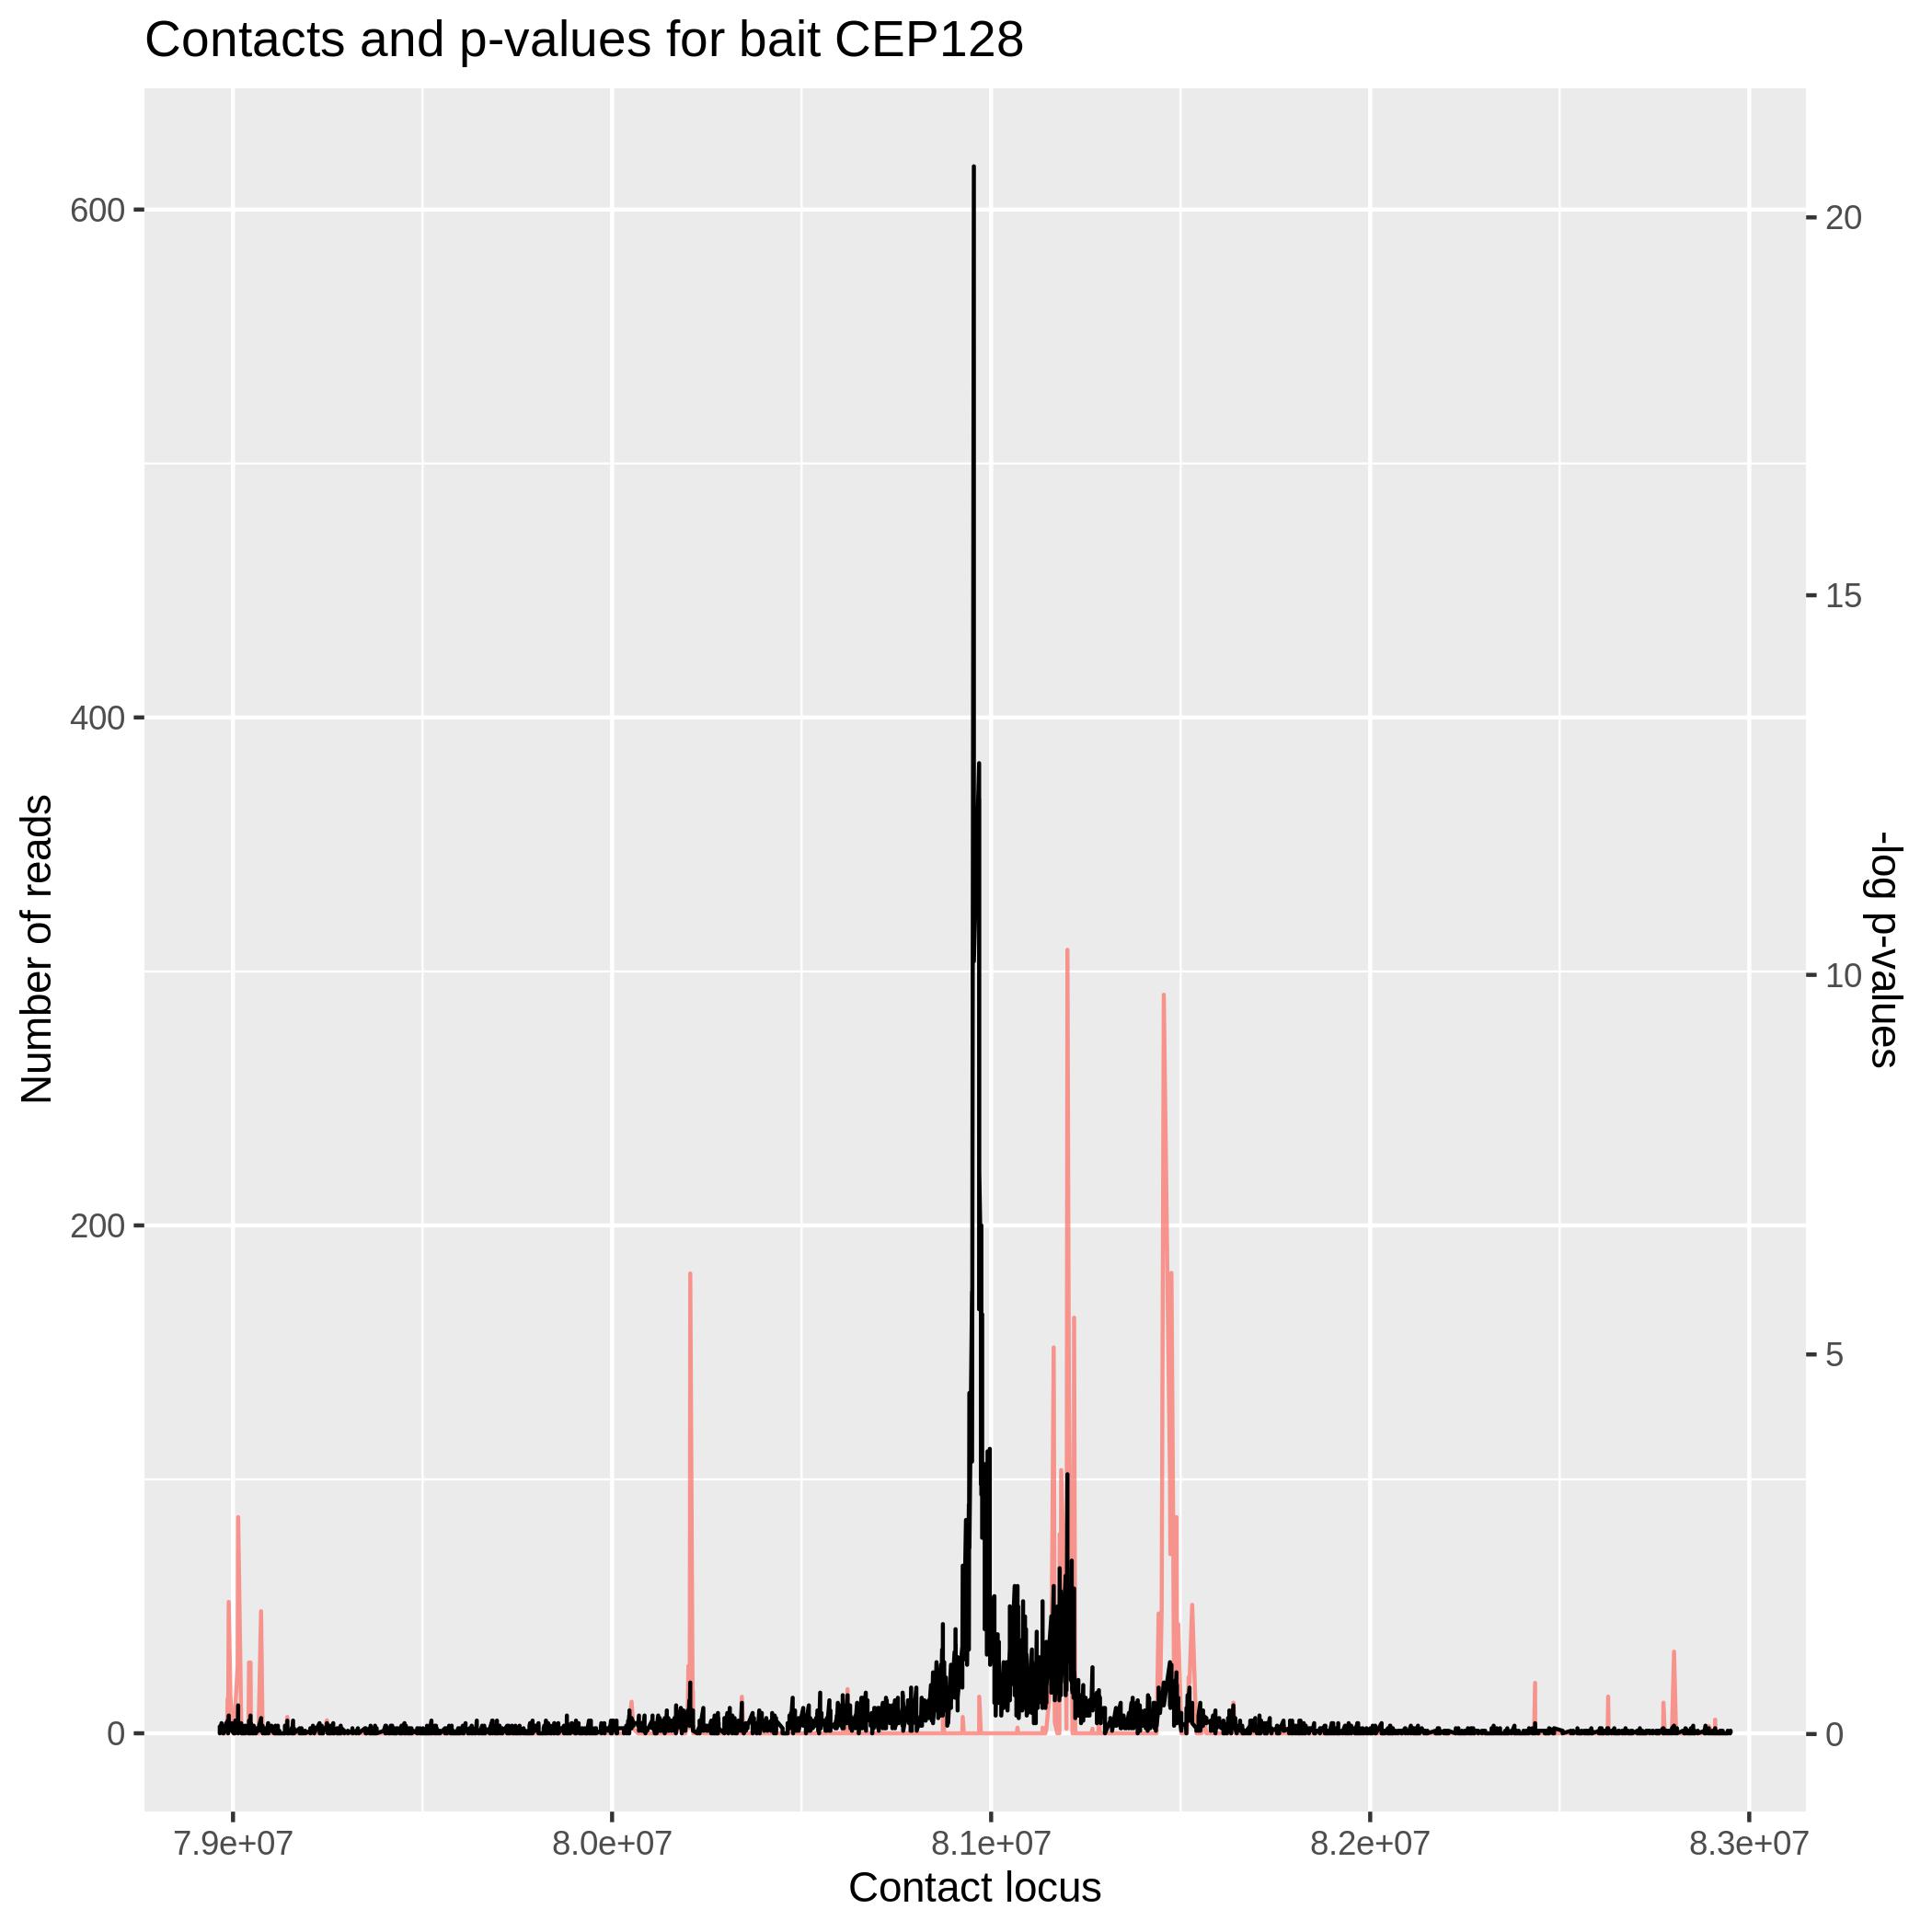 Contacts and p-values for bait CEP128
600
400
200
0
Number of reads
20
15
10
5
0
-log p-values
7.9e+07
8.0e+07
8.1e+07
8.2e+07
8.3e+07
Contact locus